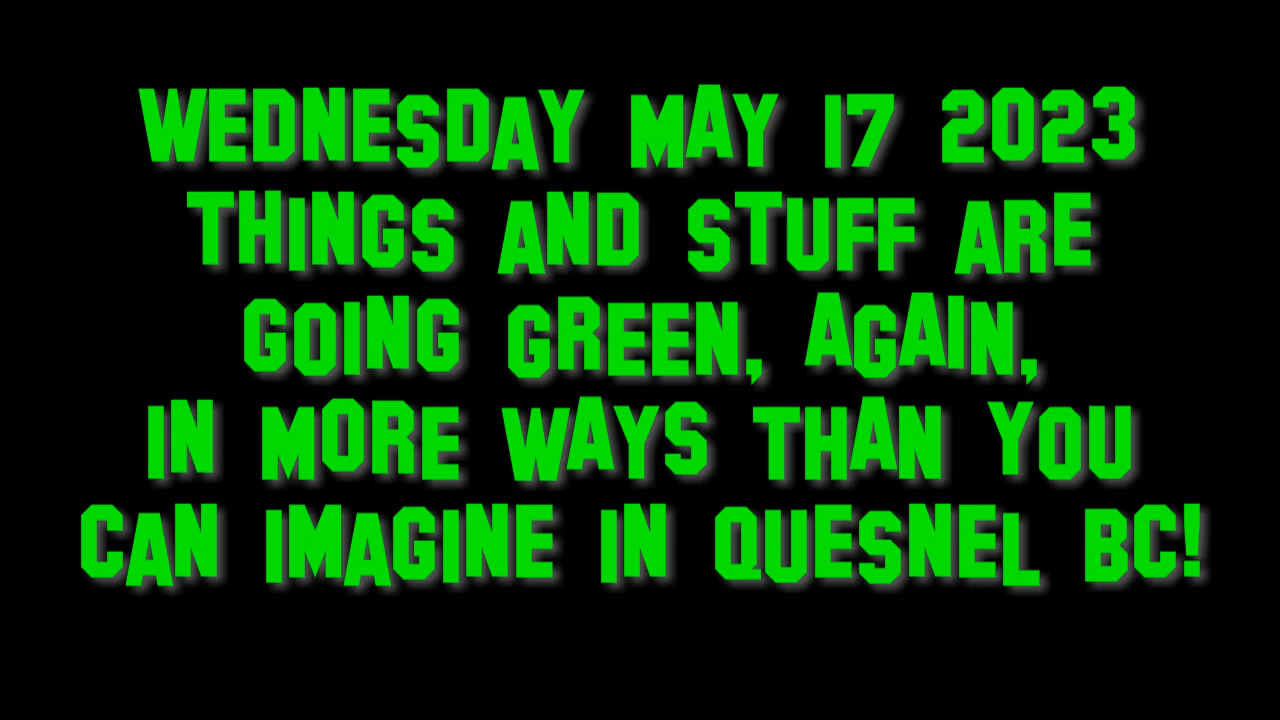 WEDNESDAY MAY 17 2023
THINGS AND STUFF ARE
GOING GREEN, AGAIN,
IN MORE WAYS THAN YOU
CAN IMAGINE IN QUESNEL BC!